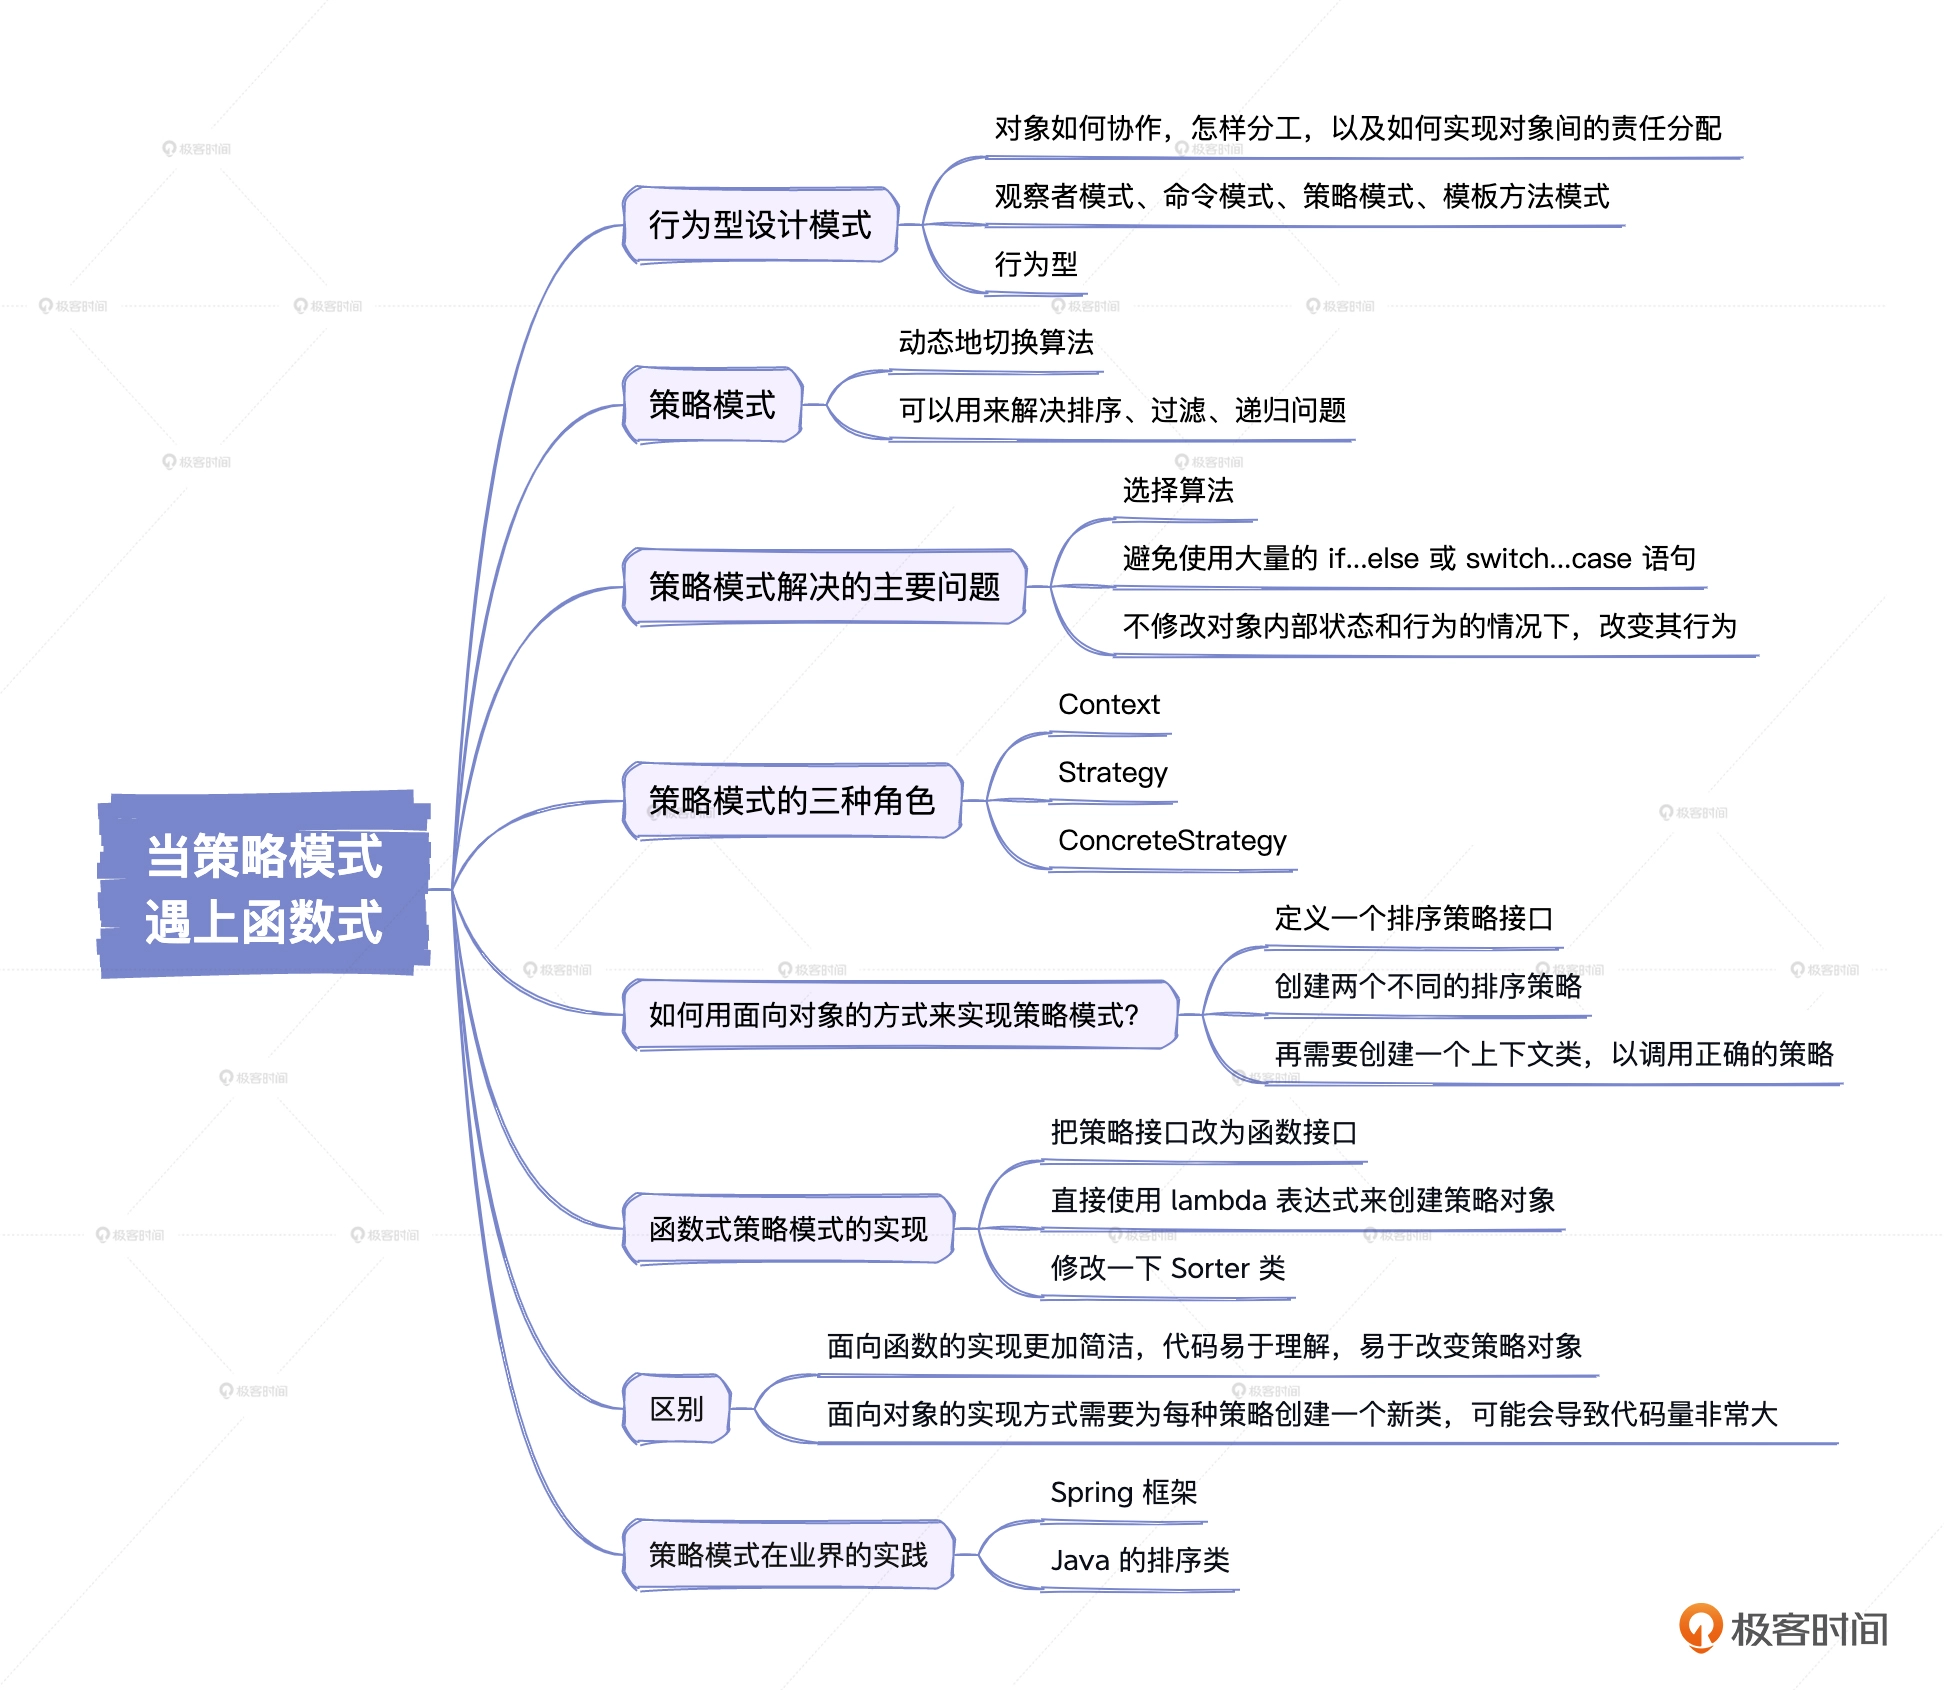 对象如何协作，怎样分工，以及如何实现对象间的责任分配
观察者模式、命令模式、策略模式、模板方法模式
行为型设计模式
行为型
动态地切换算法
策略模式
可以用来解决排序、过滤、递归问题
选择算法
避免使用大量的 if...else 或 switch...case 语句
策略模式解决的主要问题
不修改对象内部状态和行为的情况下，改变其行为
Context
Strategy
策略模式的三种角色
ConcreteStrategy
当策略模式
遇上函数式
定义一个排序策略接口
创建两个不同的排序策略
如何用面向对象的方式来实现策略模式？
再需要创建一个上下文类，以调用正确的策略
把策略接口改为函数接口
直接使用 lambda 表达式来创建策略对象
函数式策略模式的实现
修改一下 Sorter 类
面向函数的实现更加简洁，代码易于理解，易于改变策略对象
区别
面向对象的实现方式需要为每种策略创建一个新类，可能会导致代码量非常大
Spring 框架
策略模式在业界的实践
Java 的排序类
极客时间